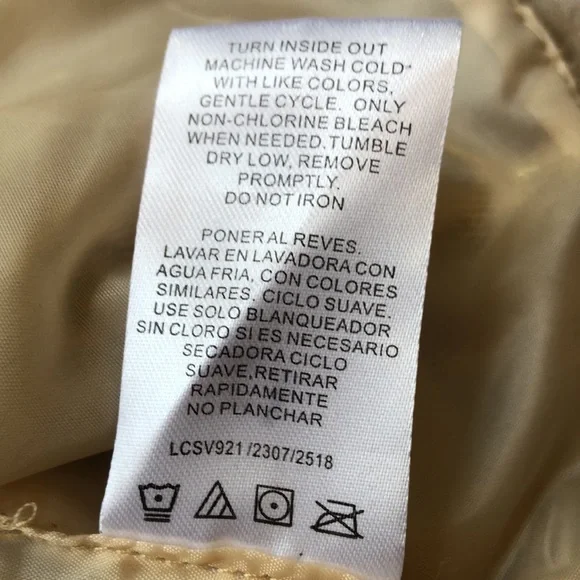 TURN INSIDE OUT
MACHINE WASH COLD
WITH LIKE COLORS,
GENTLE CYCLE. ONLY
NON-CHLORINE BLEACH
WHEN NEEDED.TUMBLE
DRY LOW, REMOVE
PROMPTLY.
DO NOT IRON
PONER AL REVES.
LAVAR EN LAVADORA CON
AGUA FRIA, CON COLORES
SIMILARES. CICLO SUAVE.
USE SOLO BLANQUEADOR
SIN CLORO SI ES NECESARIO
SECADORA CICLO
SUAVE.RETIRAR
RAPIDAMENTE
NO PLANCHAR
LCSV921/2307/2518